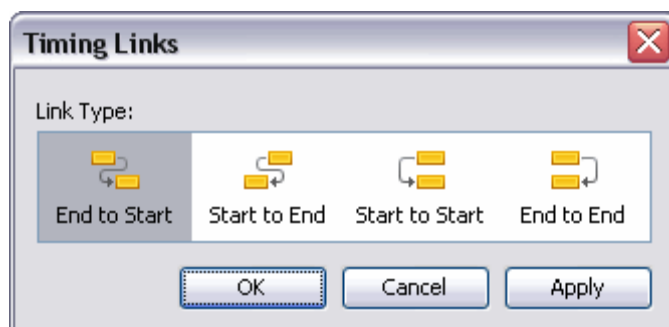 Timing Links
Link Type:
End to Start Start to End Start to Start End to End
OK Cancel Apply